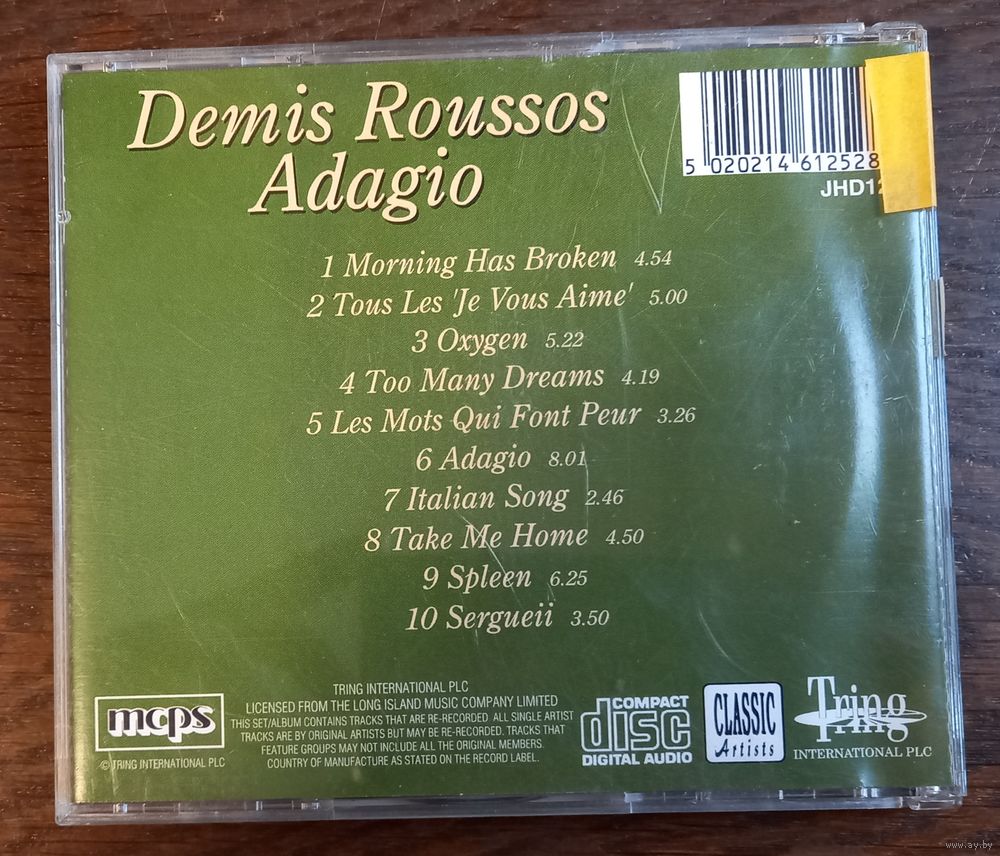 Demis Roussos
Adagio
5 020214 612528
JHD12
1 Morning Has Broken 4.54
2 Tous Les 'Je Vous Aime' 5.00
3 Oxygen 5.22
4 Too Many Dreams 4.19
5 Les Mots Qui Font Peur 3.26
6 Adagio 8.01
7 Italian Song 2.46
8 Take Me Home 4.50
9 Spleen 6.25
10 Sergueii 3.50
mcps
© TRING INTERNATIONAL PLC
TRING INTERNATIONAL PLC
LICENSED FROM THE LONG ISLAND MUSIC COMPANY LIMITED
THIS SET/ALBUM CONTAINS TRACKS THAT ARE RE-RECORDED. ALL SINGLE ARTIST
TRACKS ARE BY ORIGINAL ARTISTS BUT MAY BE RE-RECORDED. TRACKS THAT
FEATURE GROUPS MAY NOT INCLUDE ALL THE ORIGINAL MEMBERS.
COUNTRY OF MANUFACTURE AS STATED ON THE RECORD LABEL.
COMPACT
disc
DIGITAL AUDIO
CLASSIC
Artists
Tring
INTERNATIONAL PLC
www.ay.by